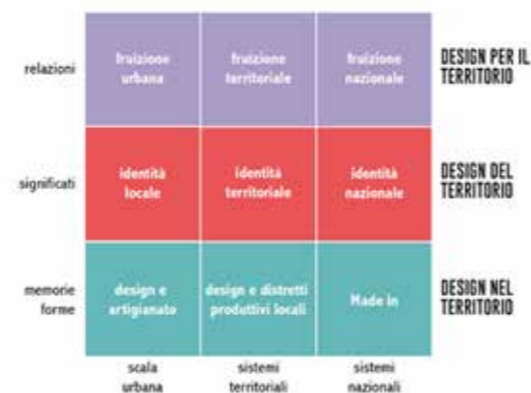 relazioni
fruizione
urbana
fruizione
territoriale
fruizione
nazionale
DESIGN PER IL
TERRITORIO
significati
identità
locale
identità
territoriale
identità
nazionale
DESIGN DEL
TERRITORIO
memorie
forme
design e
artigianato
design e distretti
produttivi locali
Made in
DESIGN NEL
TERRITORIO
scala
urbana
sistemi
territoriali
sistemi
nazionali